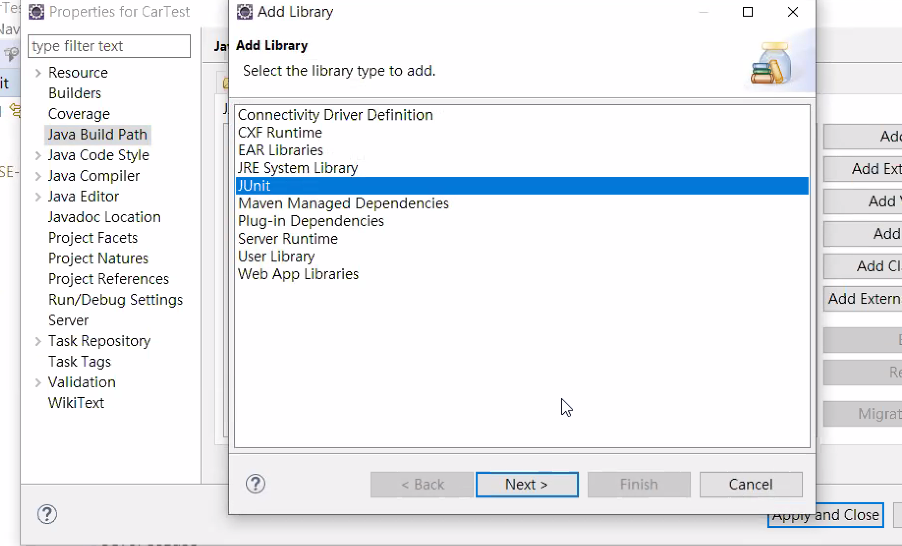 Properties for CarTest
Add Library
type filter text
Resource
Builders
Coverage
Java Build Path
Java Code Style
Java Compiler
Java Editor
Javadoc Location
Project Facets
Project Natures
Project References
Run/Debug Settings
Server
Task Repository
Task Tags
Validation
WikiText
Add Library
Select the library type to add.
Connectivity Driver Definition
CXF Runtime
EAR Libraries
JRE System Library
JUnit
Maven Managed Dependencies
Plug-in Dependencies
Server Runtime
User Library
Web App Libraries
< Back
Next >
Finish
Cancel
Add
Add Ext
Add
Add
Add Cl
Add Extern
Migrat
Apply and Close